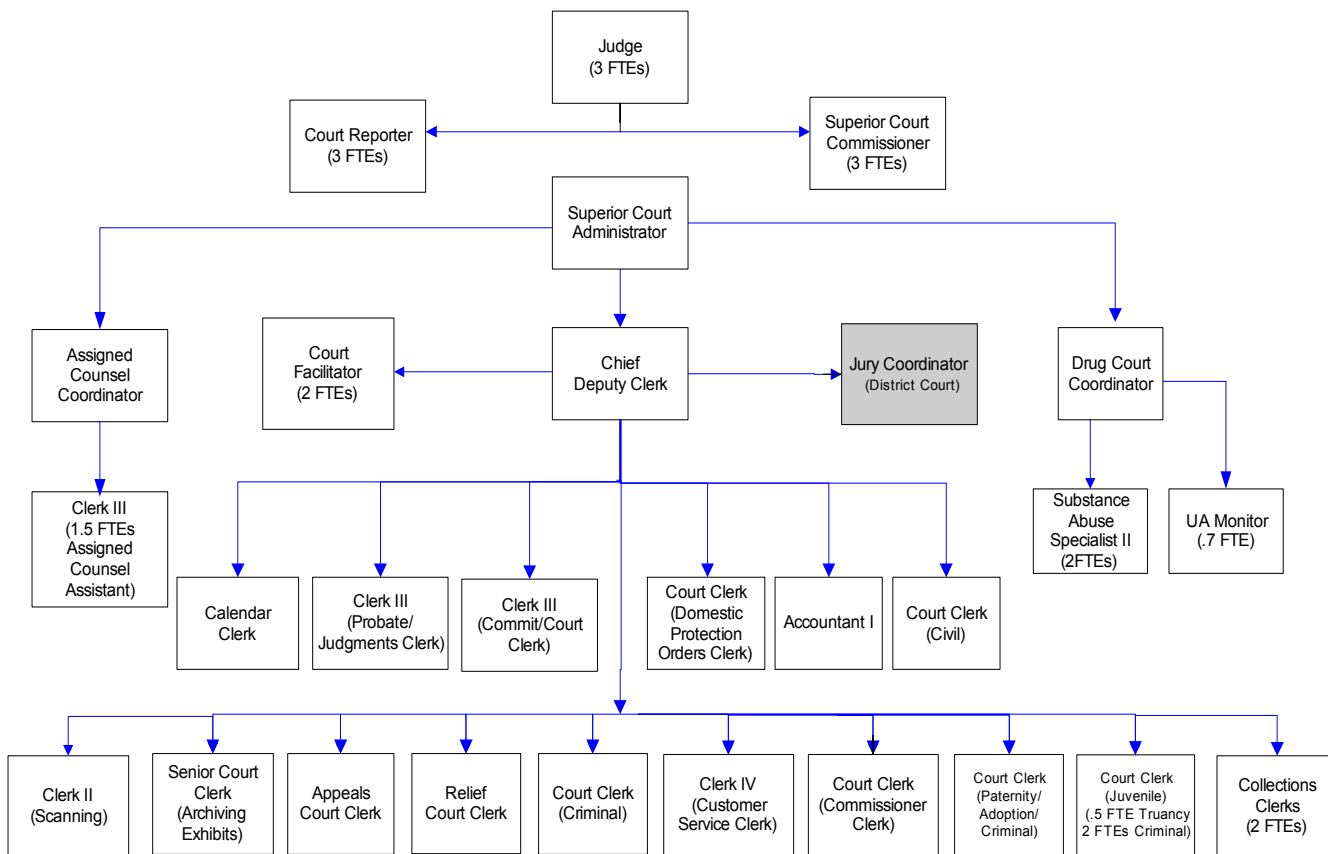 Judge
(3 FTEs)
Court Reporter
(3 FTEs)
Superior Court
Commissioner
(3 FTEs)
Superior Court
Administrator
Assigned
Counsel
Coordinator
Court
Facilitator
(2 FTEs)
Chief
Deputy Clerk
Jury Coordinator
(District Court)
Drug Court
Coordinator
Clerk III
(1.5 FTEs
Assigned
Counsel
Assistant)
Substance
Abuse
Specialist II
(2FTEs)
UA Monitor
(.7 FTE)
Calendar
Clerk
Clerk III
(Probate/
Judgments Clerk)
Clerk III
(Commit/Court
Clerk)
Court Clerk
(Domestic
Protection
Orders Clerk)
Accountant I
Court Clerk
(Civil)
Clerk II
(Scanning)
Senior Court
Clerk
(Archiving
Exhibits)
Appeals
Court Clerk
Relief
Court Clerk
Court Clerk
(Criminal)
Clerk IV
(Customer
Service Clerk)
Court Clerk
(Commissioner
Clerk)
Court Clerk
(Paternity/
Adoption/
Criminal)
Court Clerk
(Juvenile)
(.5 FTE Truancy
2 FTEs Criminal)
Collections
Clerks
(2 FTEs)